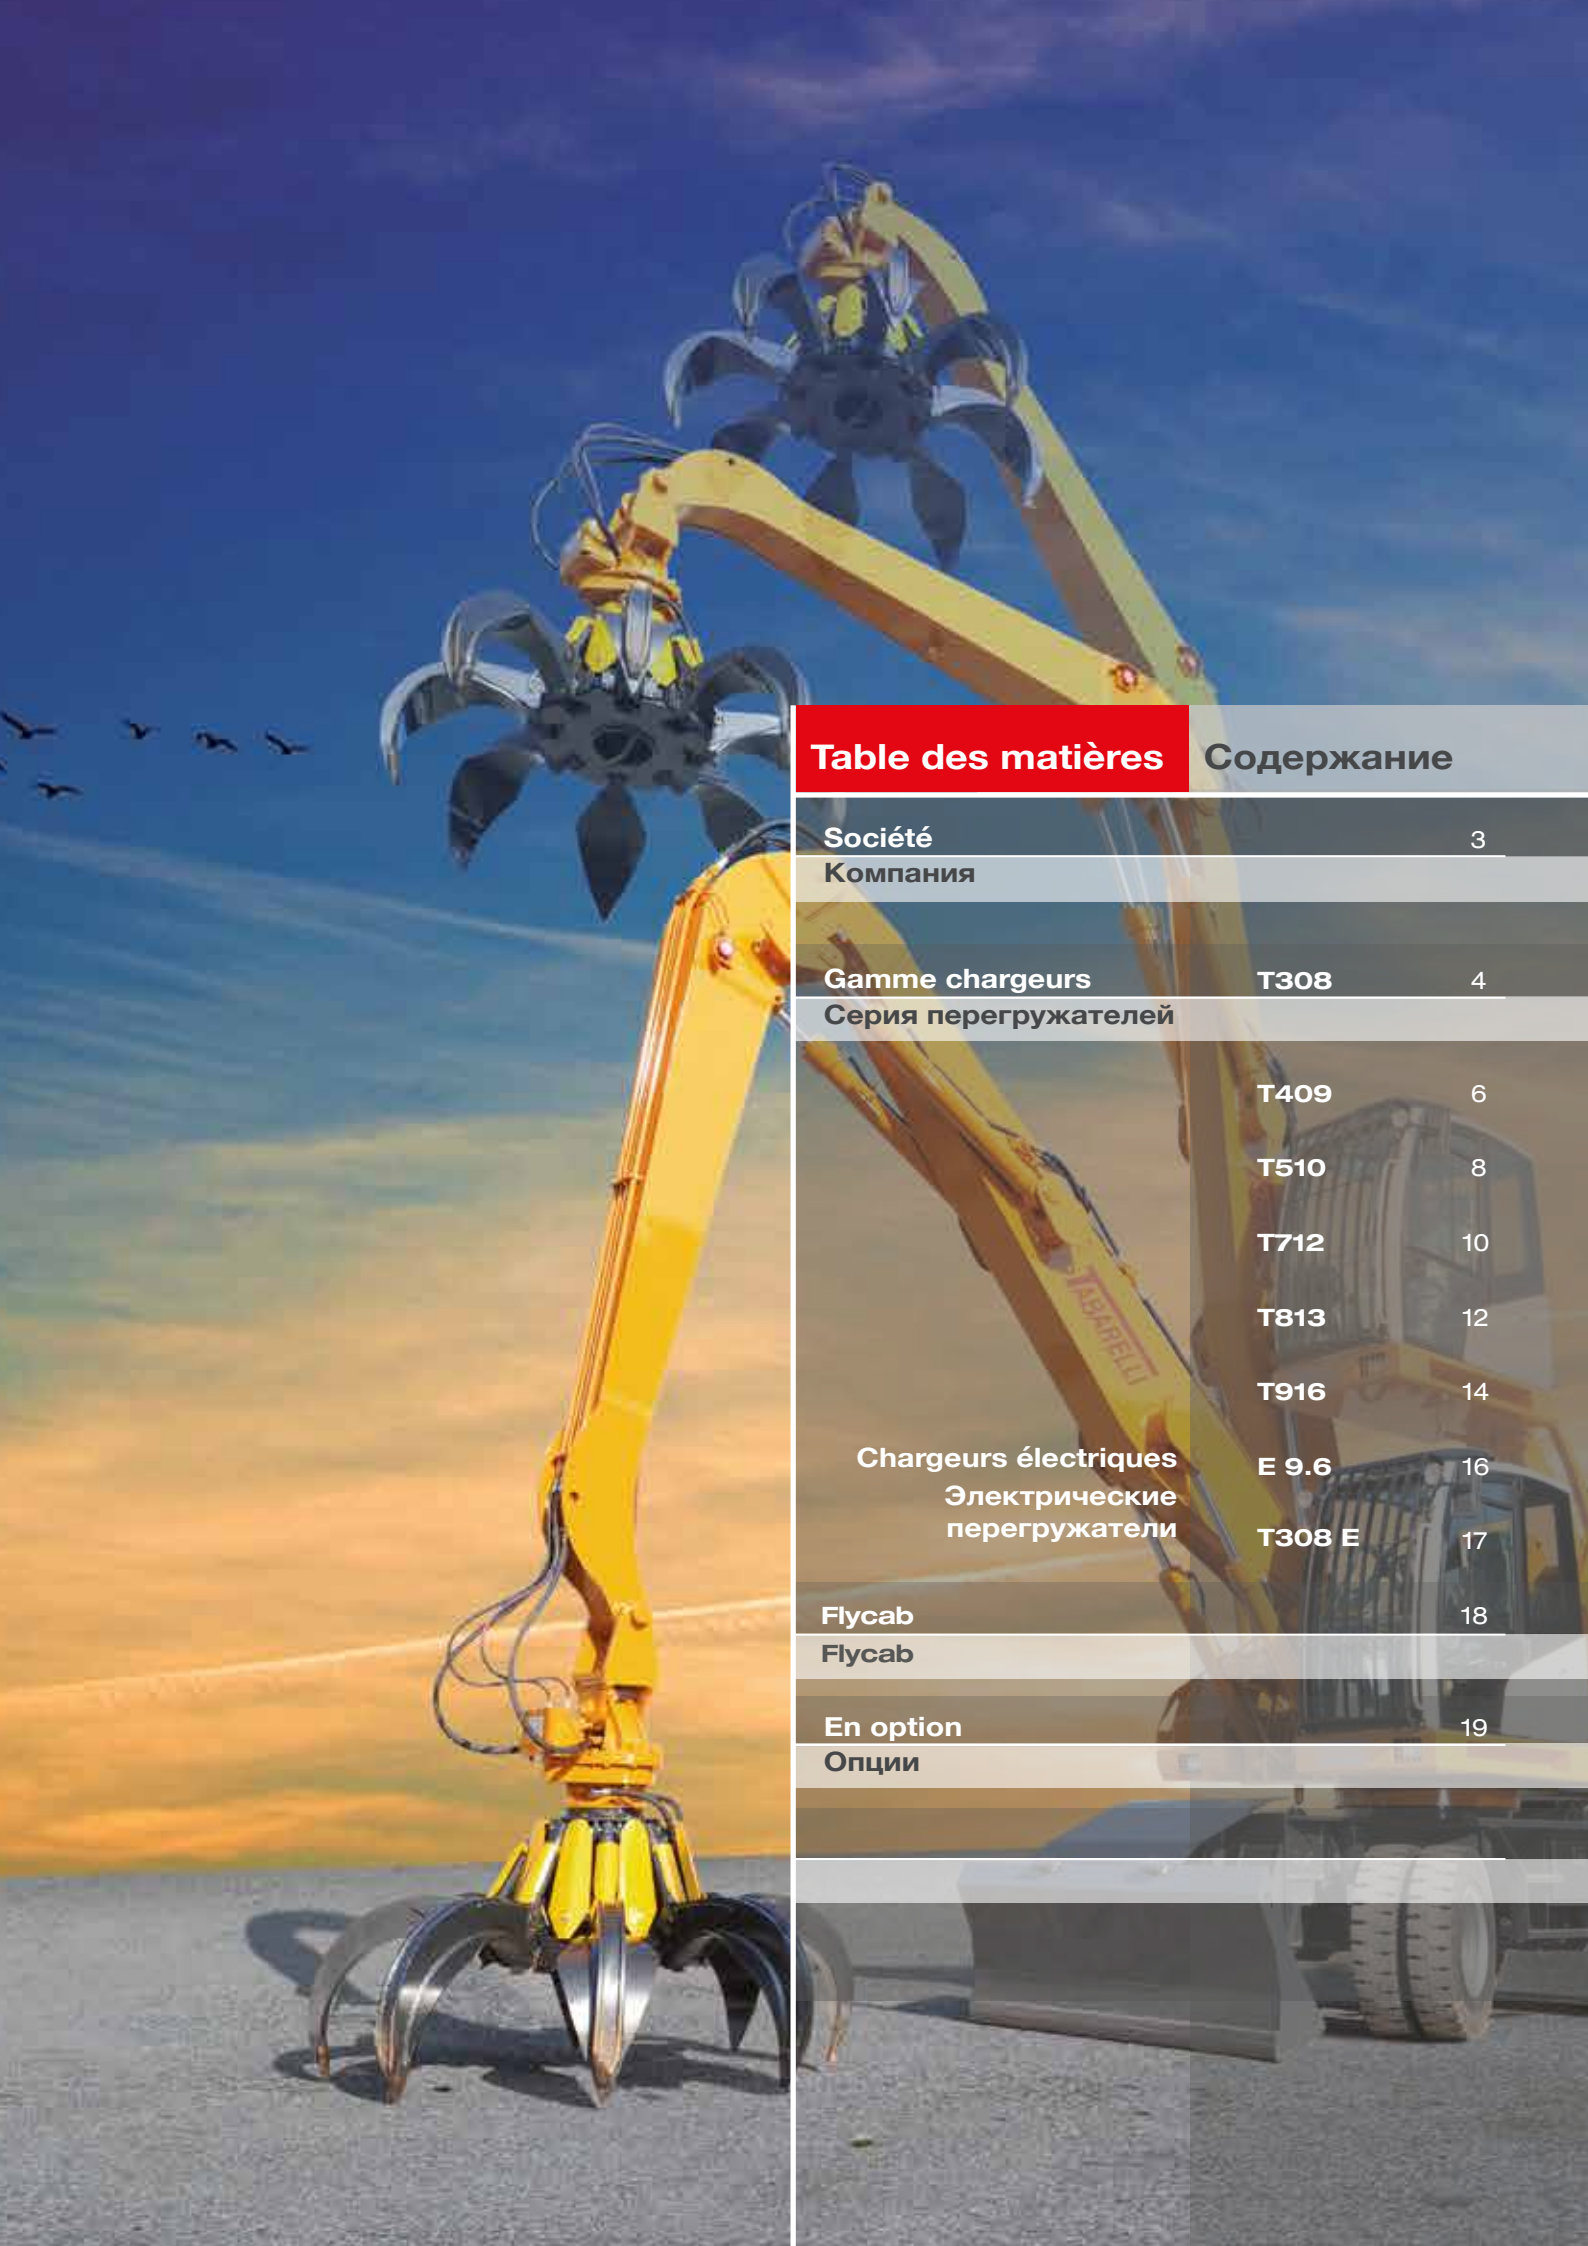 Table des matières Содержание
Société 3
Компания
Gamme chargeurs T308 4
Серия перегружателей
T409 6
T510 8
T712 10
T813 12
T916 14
Chargeurs électriques E 9.6 16
Электрические
перегружатели T308 E 17
Flycab 18
Flycab
En option 19
Опции
TABARELLI